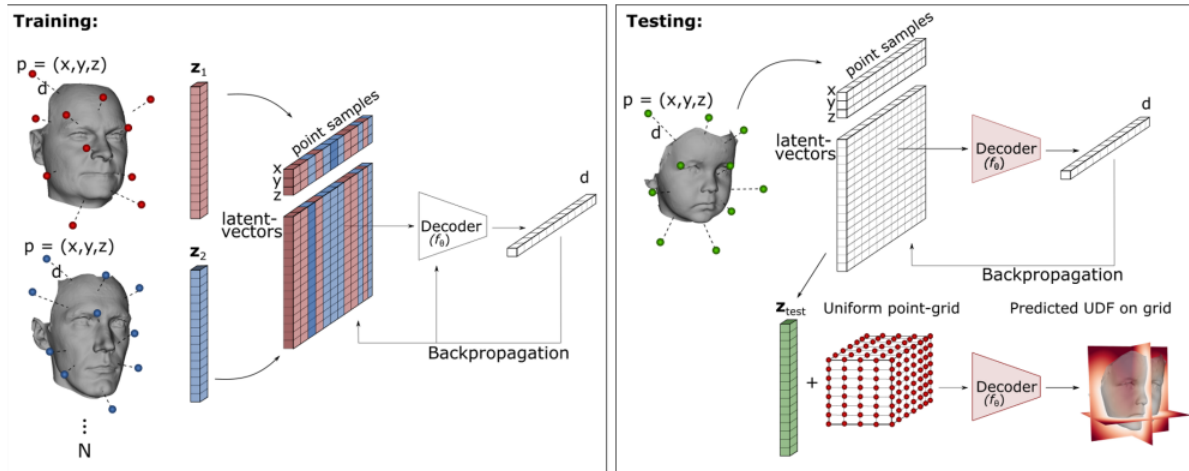 Training:
p = (x,y,z)
d
z1
point samples
x
y
z
latent-
vectors
Decoder
(fθ)
d
p = (x,y,z)
d
z2
Backpropagation
⋮
N
Testing:
p = (x,y,z)
d
point samples
x
y
z
latent-
vectors
Decoder
(fθ)
d
Backpropagation
ztest
Uniform point-grid
Predicted UDF on grid
+
Decoder
(fθ)